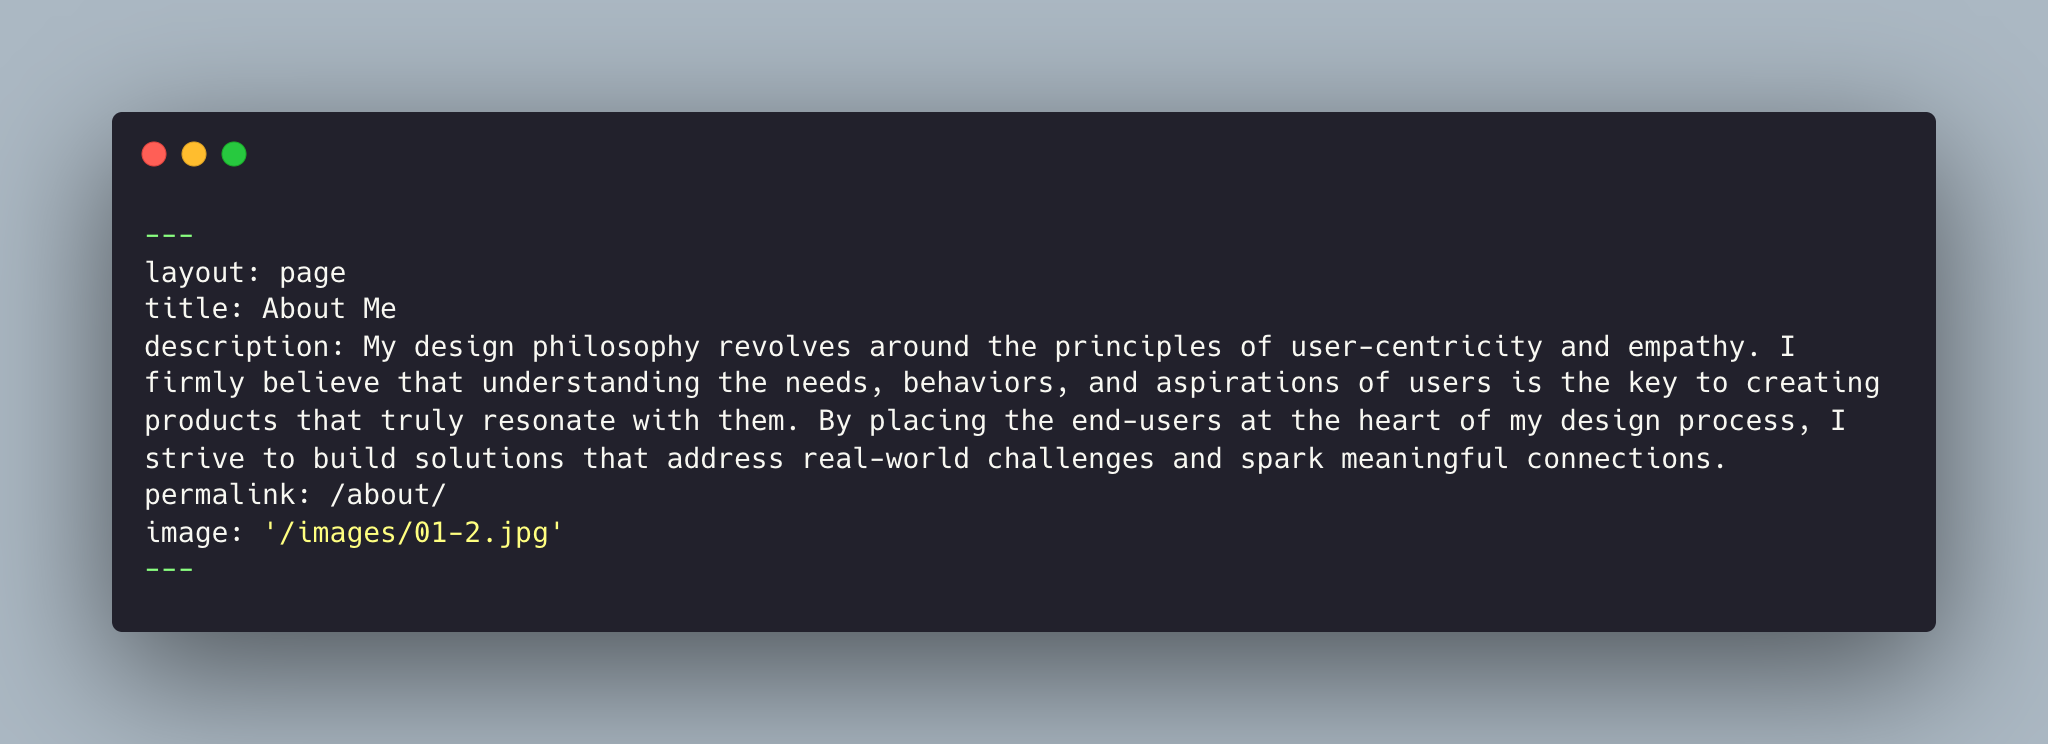 ---
layout: page
title: About Me
description: My design philosophy revolves around the principles of user-centricity and empathy. I
firmly believe that understanding the needs, behaviors, and aspirations of users is the key to creating
products that truly resonate with them. By placing the end-users at the heart of my design process, I
strive to build solutions that address real-world challenges and spark meaningful connections.
permalink: /about/
image: '/images/01-2.jpg'
---